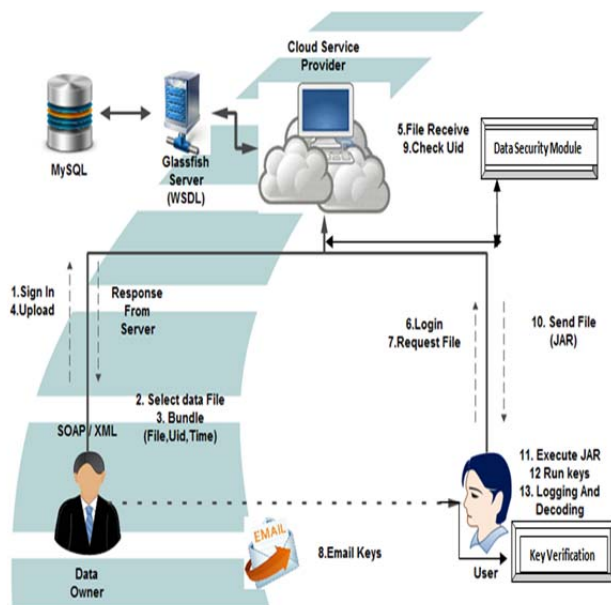 Cloud Service
Provider
MySQL
Glassfish
Server
(WSDL)
5.File Receive
9.Check Uid
Data Security Module
1.Sign In
4.Upload
Response
From
Server
6.Login
7.Request File
10. Send File
(JAR)
2. Select data File
3. Bundle
(File,Uid,Time)
SOAP / XML
11. Execute JAR
12 Run keys
13. Logging And
Decoding
EMAIL
8.Email Keys
Data
Owner
User
Key Verification